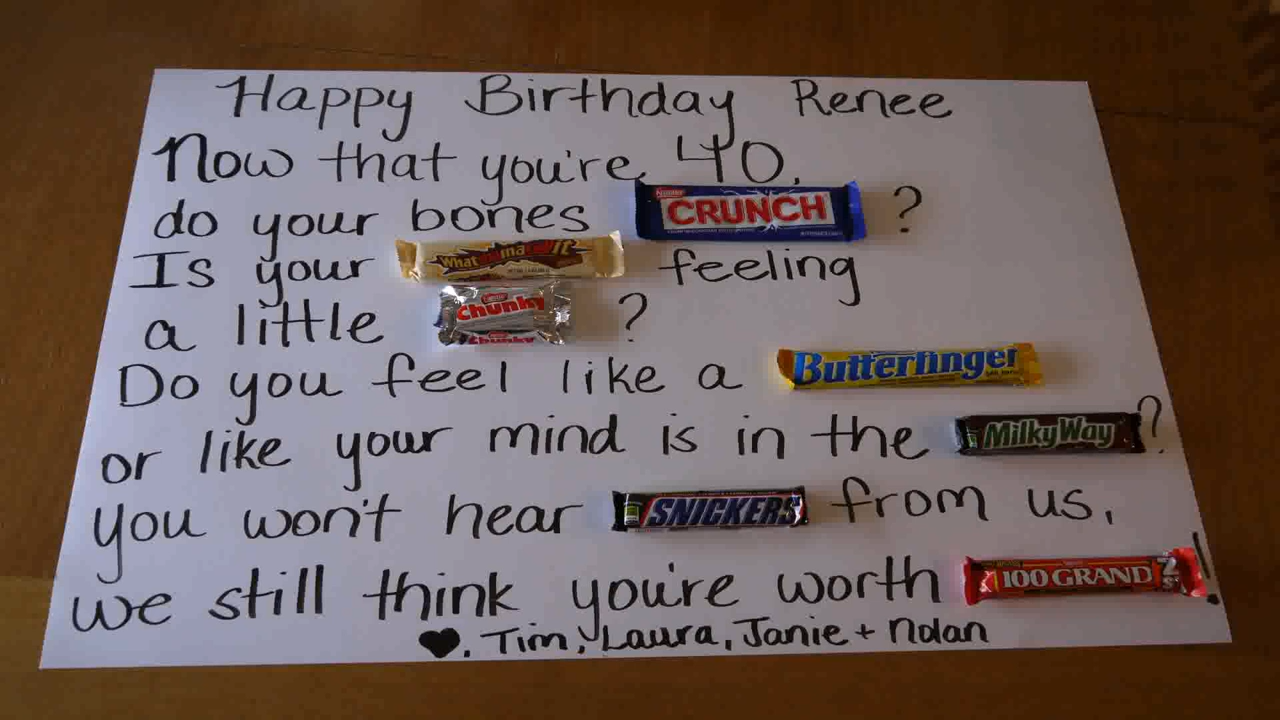 Happy Birthday Renee
Now that you're 40,
do your bones CRUNCH ?
Is your Whatchamacallit feeling
a little Chunky ?
Do you feel like a Butterfinger
or like your mind is in the MilkyWay ?
you won't hear SNICKERS from us,
we still think you're worth 100 GRAND !
♥, Tim, Laura, Janie + Nolan